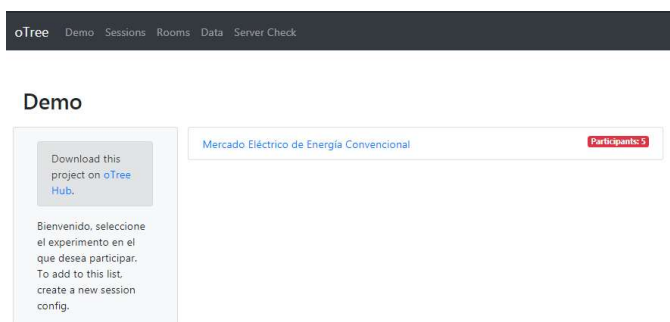 oTree Demo Sessions Rooms Data Server Check
Demo
Download this
project on oTree
Hub.
Bienvenido, seleccione
el experimento en el
que desea participar.
To add to this list,
create a new session
config.
Mercado Eléctrico de Energía Convencional Participants: 5